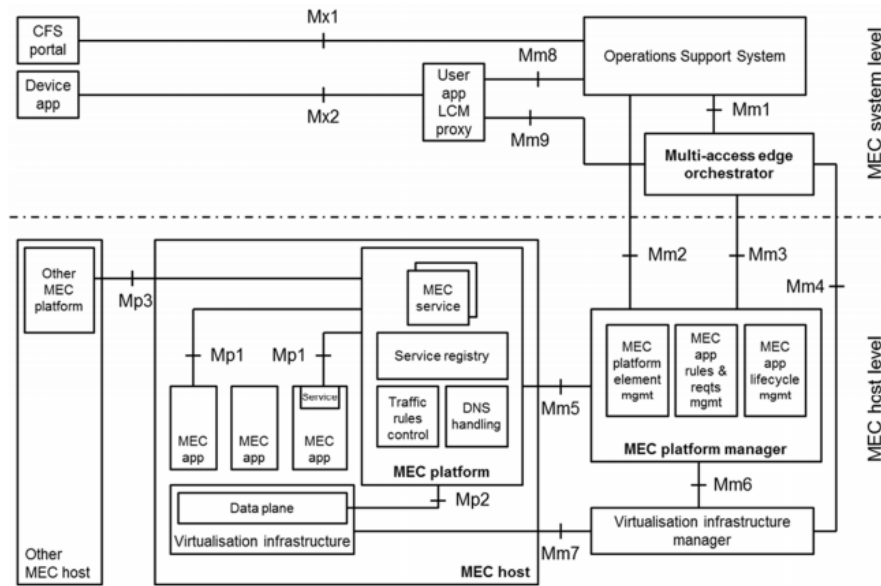 CFS
portal
Mx1
Operations Support System
Device
app
Mx2
User
app
LCM
proxy
Mm8
Mm9
Mm1
Multi-access edge
orchestrator
MEC system level
Other
MEC
platform
Mp3
MEC
service
Mm2
Mm3
Mm4
Mp1
Mp1
Service registry
MEC
platform
element
mgmt
MEC
app
rules &
reqts
mgmt
MEC
app
lifecycle
mgmt
Service
MEC app
MEC app
MEC app
Traffic
rules
control
DNS
handling
Mm5
MEC platform
MEC platform manager
Mp2
Mm6
Data plane
Virtualisation infrastructure
Mm7
Virtualisation infrastructure
manager
Other
MEC host
MEC host
MEC host level